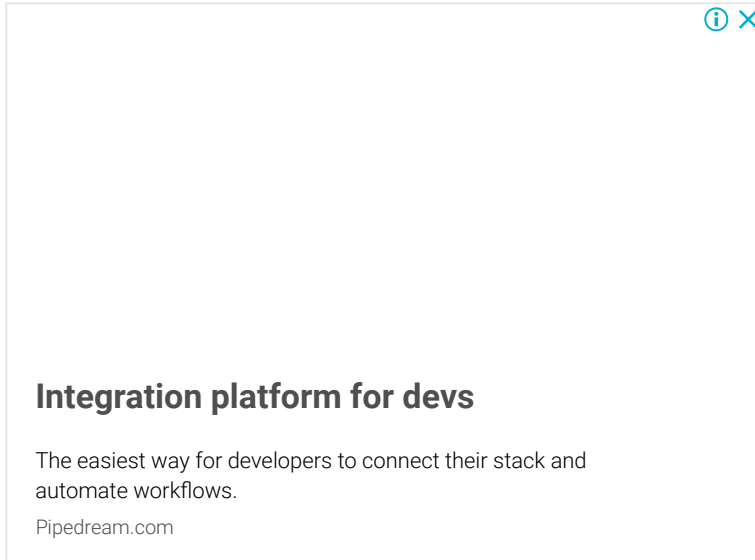 Integration platform for devs
The easiest way for developers to connect their stack and
automate workflows.
Pipedream.com